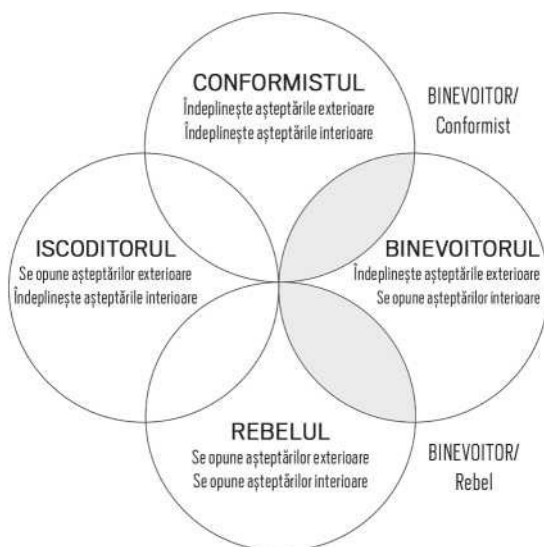 CONFORMISTUL
Îndeplinește așteptările exterioare
Îndeplinește așteptările interioare
BINEVOITOR/
Conformist
ISCODITORUL
Se opune așteptărilor exterioare
Îndeplinește așteptările interioare
BINEVOITORUL
Îndeplinește așteptările exterioare
Se opune așteptărilor interioare
REBELUL
Se opune așteptărilor exterioare
Se opune așteptărilor interioare
BINEVOITOR/
Rebel